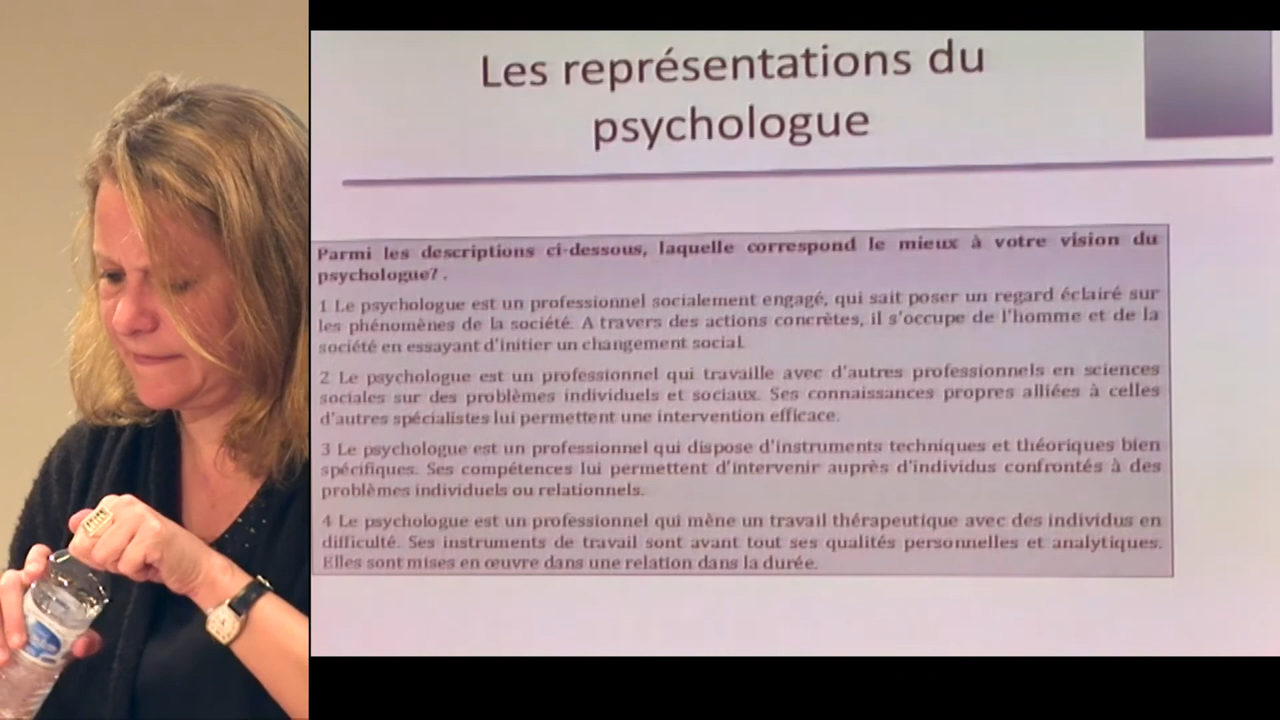 Les représentations du
psychologue
Parmi les descriptions ci-dessous, laquelle correspond le mieux à votre vision du
psychologue? .
1 Le psychologue est un professionnel socialement engagé, qui sait poser un regard éclairé sur
les phénomènes de la société. A travers des actions concrètes, il s'occupe de l'homme et de la
société en essayant d'initier un changement social.
2 Le psychologue est un professionnel qui travaille avec d'autres professionnels en sciences
sociales sur des problèmes individuels et sociaux. Ses connaissances propres alliées à celles
d'autres spécialistes lui permettent une intervention efficace.
3 Le psychologue est un professionnel qui dispose d'instruments techniques et théoriques bien
spécifiques. Ses compétences lui permettent d'intervenir auprès d'individus confrontés à des
problèmes individuels ou relationnels.
4 Le psychologue est un professionnel qui mène un travail thérapeutique avec des individus en
difficulté. Ses instruments de travail sont avant tout ses qualités personnelles et analytiques.
Elles sont mises en œuvre dans une relation dans la durée.